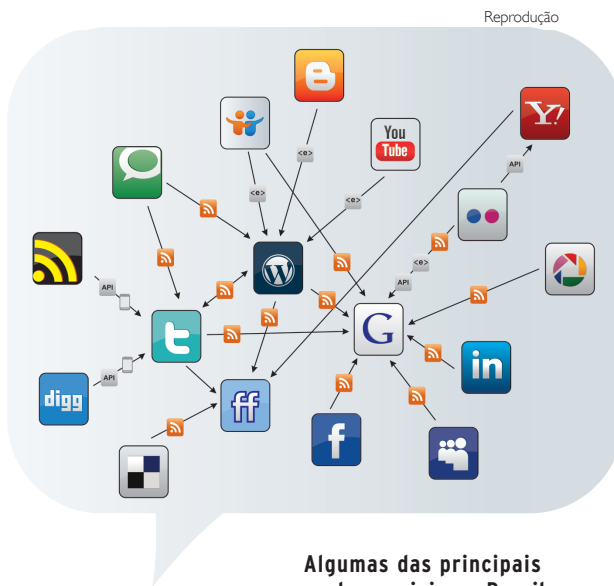 Reprodução
You
Tube
Y!
<e>
<e>
<e>
API
<e>
API
API
t
G
in
API
digg
ff
f
Algumas das principais